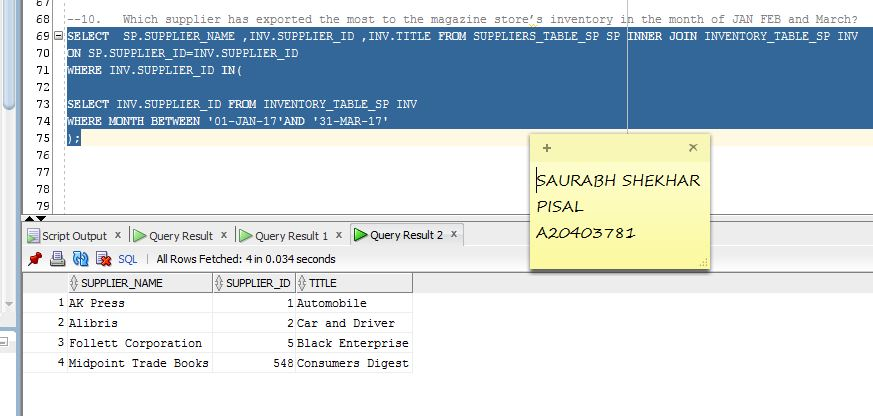 67
68 --10. Which supplier has exported the most to the magazine store's inventory in the month of JAN FEB and March?
69 SELECT SP.SUPPLIER_NAME ,INV.SUPPLIER_ID ,INV.TITLE FROM SUPPLIERS_TABLE_SP SP INNER JOIN INVENTORY_TABLE_SP INV
70 ON SP.SUPPLIER_ID=INV.SUPPLIER_ID
71 WHERE INV.SUPPLIER_ID IN(
72
73 SELECT INV.SUPPLIER_ID FROM INVENTORY_TABLE_SP INV
74 WHERE MONTH BETWEEN '01-JAN-17'AND '31-MAR-17'
75 );
76
77
78
79
SAURABH SHEKHAR
PISAL
A20403781
Script Output x Query Result x Query Result 1 x Query Result 2 x
SQL | All Rows Fetched: 4 in 0.034 seconds
SUPPLIER_NAME SUPPLIER_ID TITLE
1 AK Press 1 Automobile
2 Alibris 2 Car and Driver
3 Follett Corporation 5 Black Enterprise
4 Midpoint Trade Books 548 Consumers Digest